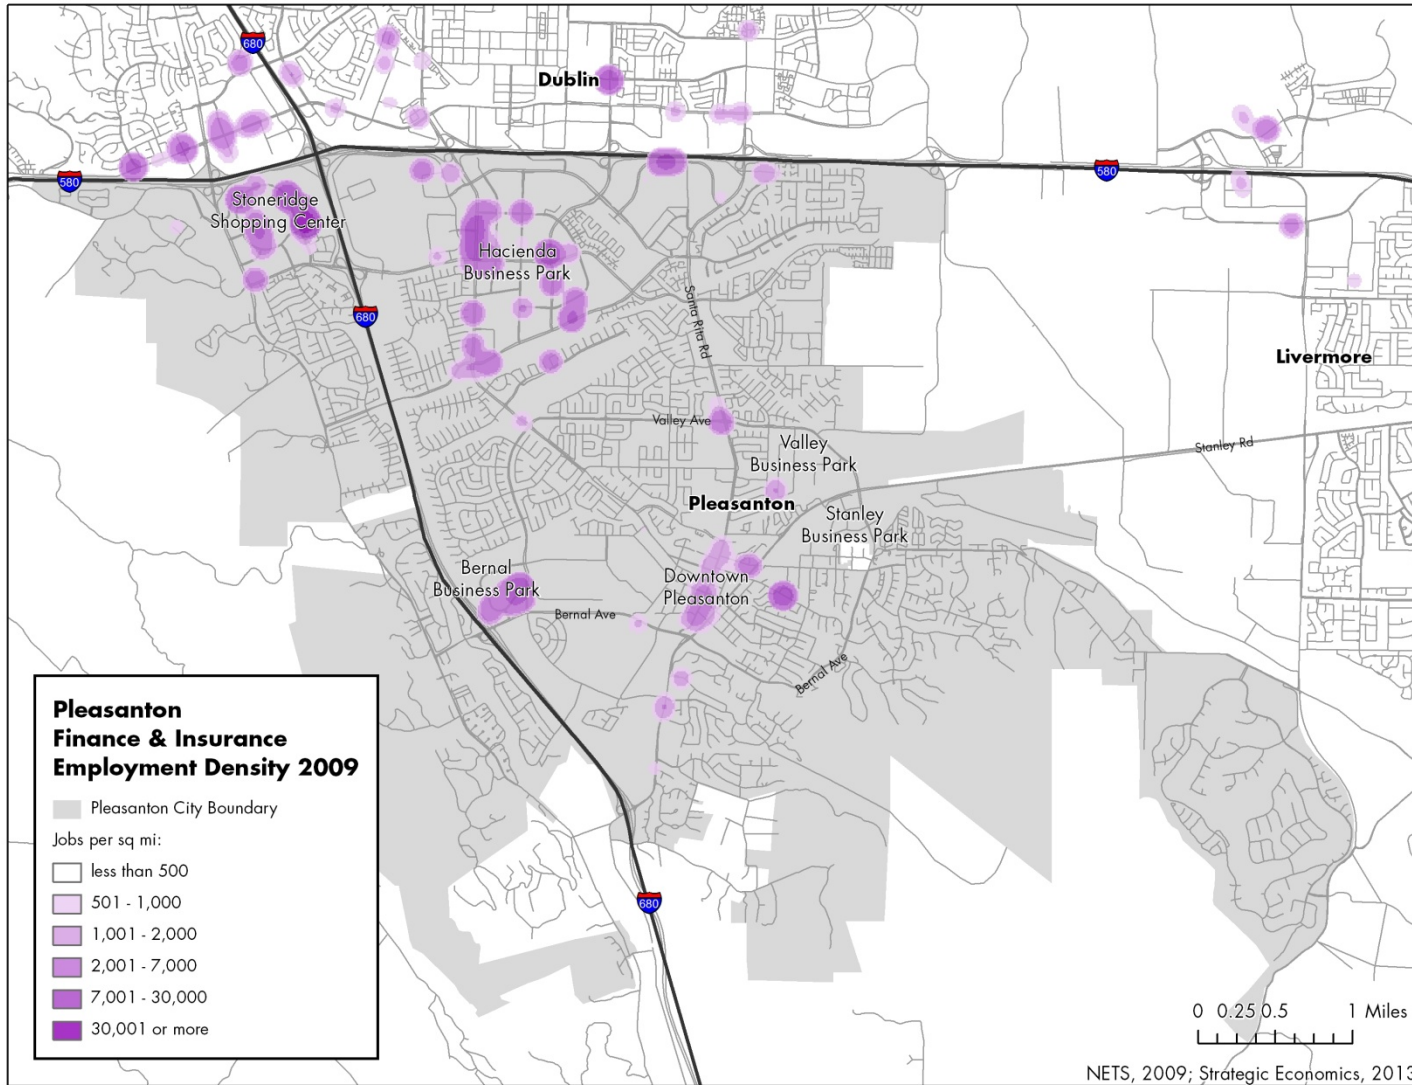 680
Dublin
580
580
Stoneridge
Shopping Center
Hacienda
Business Park
680
Santa Rita Rd
Livermore
Valley Ave
Valley
Business Park
Stanley Rd
Pleasanton
Stanley
Business Park
Bernal
Business Park
Downtown
Pleasanton
Bernal Ave
Bernal Ave
680
Pleasanton
Finance & Insurance
Employment Density 2009
Pleasanton City Boundary
Jobs per sq mi:
less than 500
501 - 1,000
1,001 - 2,000
2,001 - 7,000
7,001 - 30,000
30,001 or more
0 0.25 0.5 1 Miles
NETS, 2009; Strategic Economics, 2013